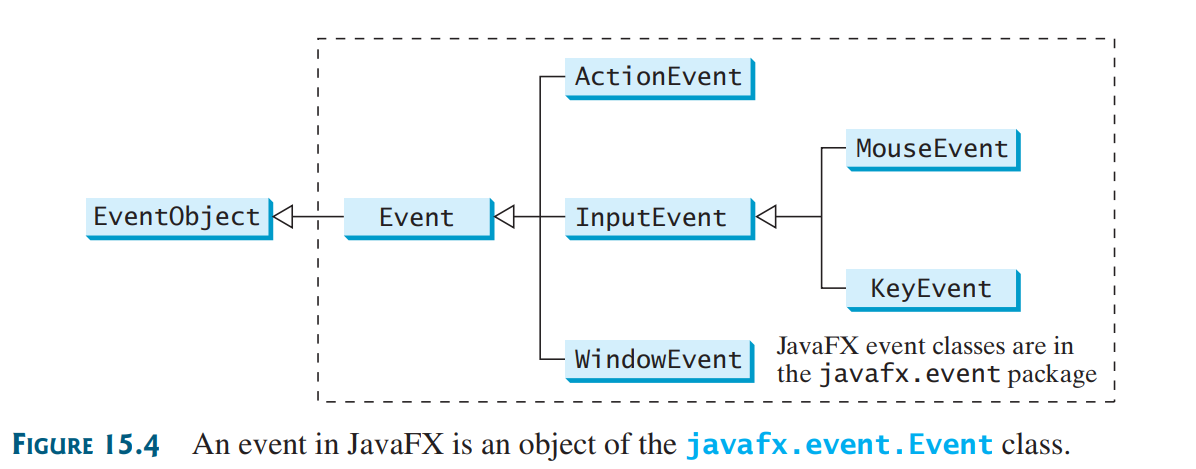 ActionEvent
MouseEvent
EventObject
Event
InputEvent
KeyEvent
WindowEvent
JavaFX event classes are in
the javafx.event package
FIGURE 15.4 An event in JavaFX is an object of the javafx.event.Event class.